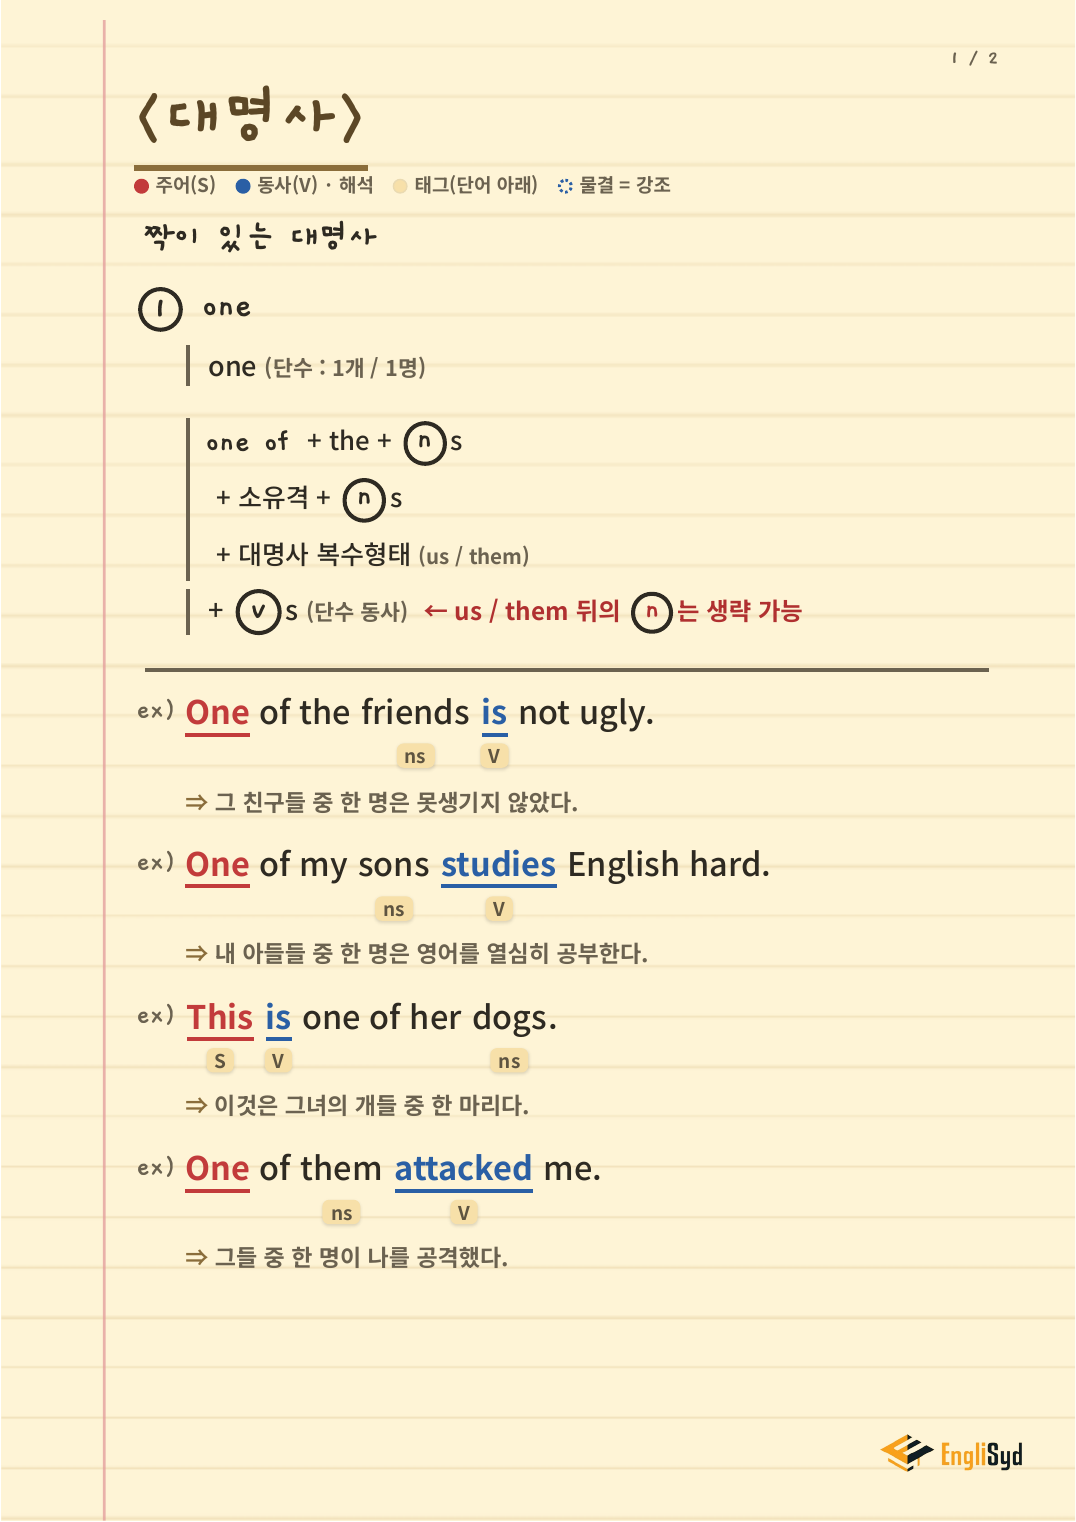 1 / 2
<대명사>
주어(S) 동사(V) · 해석 태그(단어 아래) 물결 = 강조
짝이 있는 대명사
1 one
one (단수 : 1개 / 1명)
one of + the + n s
+ 소유격 + n s
+ 대명사 복수형태 (us / them)
+ v s (단수 동사) ← us / them 뒤의 n 는 생략 가능
ex) One of the friends is not ugly.
ns V
⇒ 그 친구들 중 한 명은 못생기지 않았다.
ex) One of my sons studies English hard.
ns V
⇒ 내 아들들 중 한 명은 영어를 열심히 공부한다.
ex) This is one of her dogs.
S V ns
⇒ 이것은 그녀의 개들 중 한 마리다.
ex) One of them attacked me.
ns V
⇒ 그들 중 한 명이 나를 공격했다.
EngliSyd